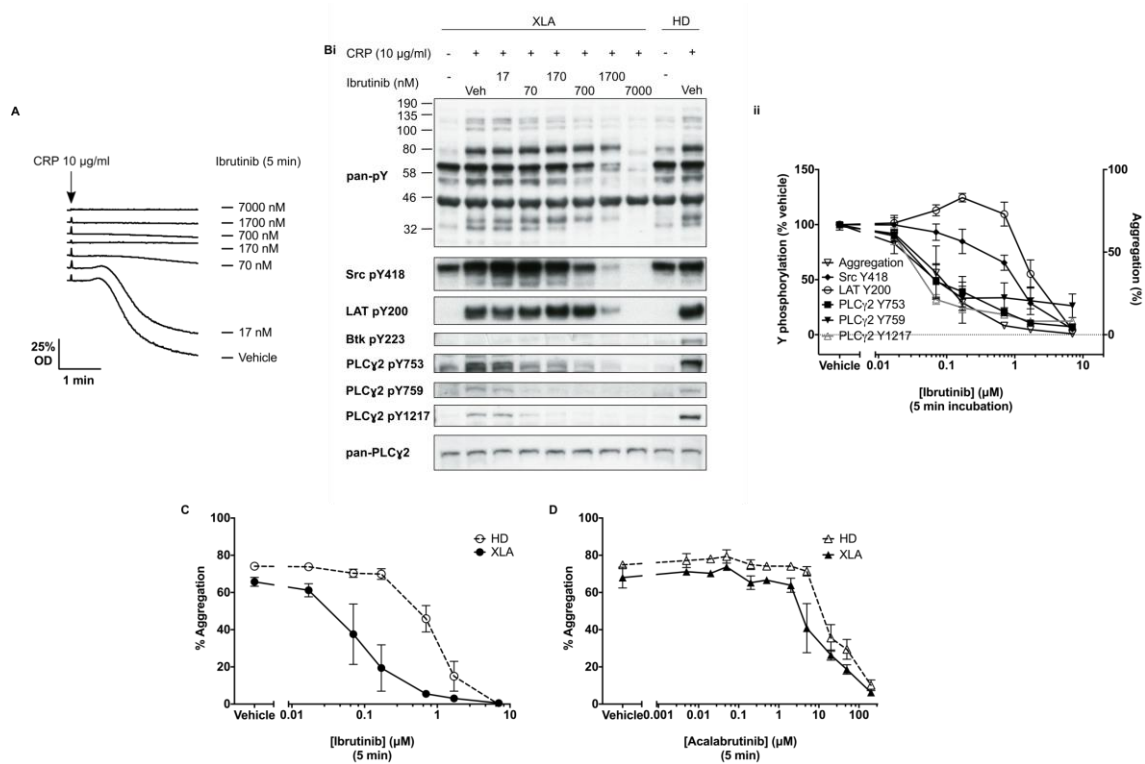 A
CRP 10 µg/ml
Ibrutinib (5 min)
7000 nM
1700 nM
700 nM
170 nM
70 nM
17 nM
Vehicle
25%
OD
1 min
XLA
HD
Bi
CRP (10 µg/ml)
- + + + + + + + - +
Ibrutinib (nM)
- 17 170 1700 -
Veh 70 700 7000 Veh
190
135
100
80
58
46
32
pan-pY
Src pY418
LAT pY200
Btk pY223
PLCɣ2 pY753
PLCɣ2 pY759
PLCɣ2 pY1217
pan-PLCɣ2
ii
Y phosphorylation (% vehicle)
150
100
50
0
Aggregation
Src Y418
LAT Y200
PLCγ2 Y753
PLCγ2 Y759
PLCγ2 Y1217
100
50
0
Aggregation (%)
Vehicle 0.01 0.1 1 10
[Ibrutinib] (µM)
(5 min incubation)
C
% Aggregation
100
80
60
40
20
0
HD
XLA
Vehicle 0.01 0.1 1 10
[Ibrutinib] (µM)
(5 min)
D
% Aggregation
100
80
60
40
20
0
HD
XLA
Vehicle 0.001 0.01 0.1 1 10 100
[Acalabrutinib] (µM)
(5 min)